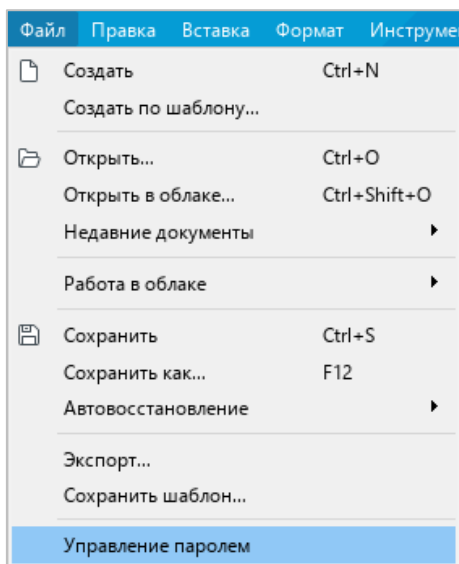 Файл Правка Вставка Формат Инструме
Создать Ctrl+N
Создать по шаблону...
Открыть... Ctrl+O
Открыть в облаке... Ctrl+Shift+O
Недавние документы
Работа в облаке
Сохранить Ctrl+S
Сохранить как... F12
Автовосстановление
Экспорт...
Сохранить шаблон...
Управление паролем